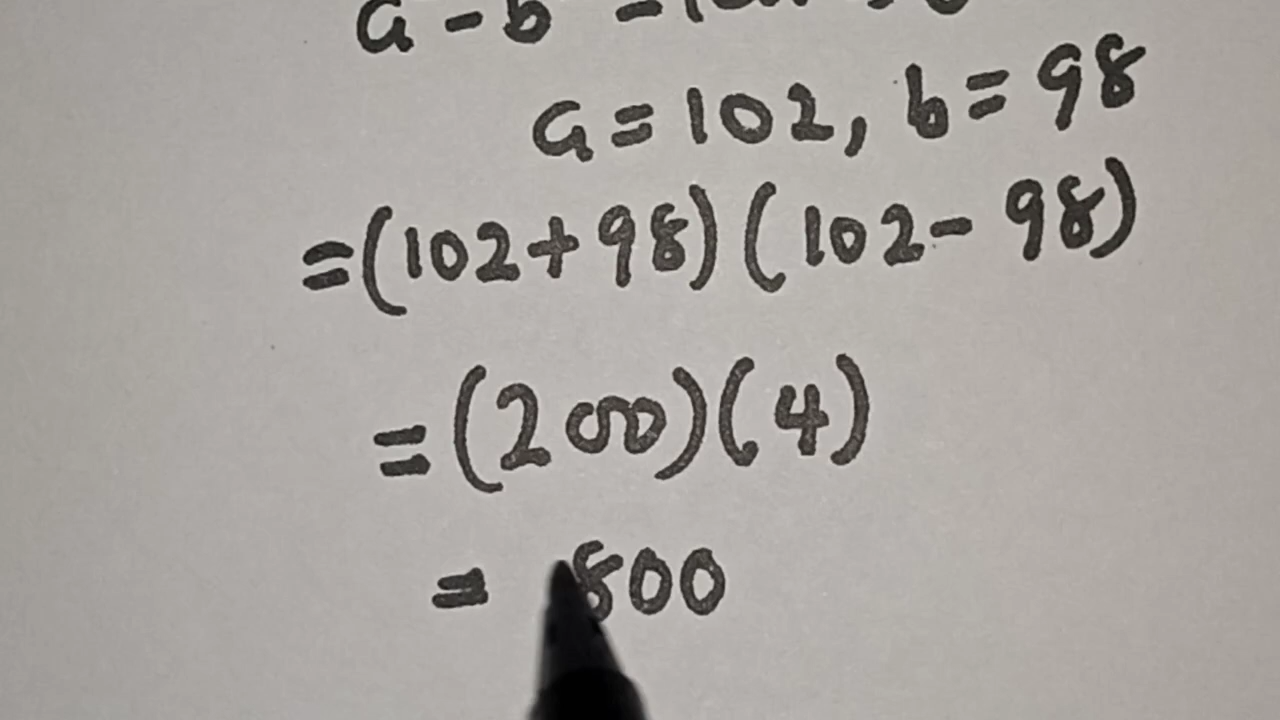 a - b =
a = 102, b = 98
= (102 + 98) (102 - 98)
= (200) (4)
= 800